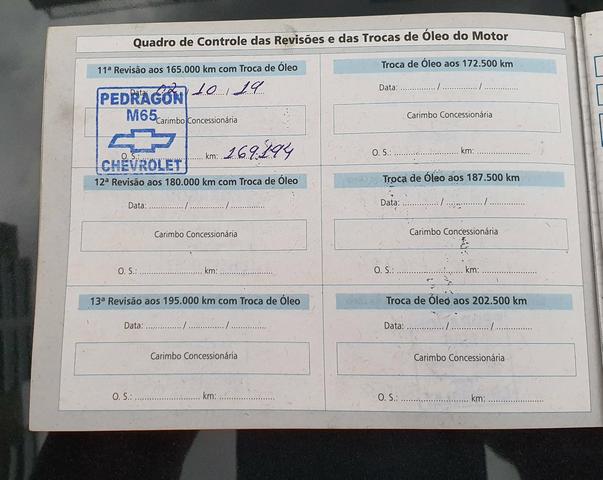 Quadro de Controle das Revisões e das Trocas de Óleo do Motor
11ª Revisão aos 165.000 km com Troca de Óleo
Data: 02 / 10 / 19
PEDRAGON
M65
Carimbo Concessionária
O. S.: .................... km: 169.194
CHEVROLET
Troca de Óleo aos 172.500 km
Data: ............/............/............
Carimbo Concessionária
O. S.: .................... km: ....................
12ª Revisão aos 180.000 km com Troca de Óleo
Data: ............/............/............
Carimbo Concessionária
O. S.: .................... km: ....................
Troca de Óleo aos 187.500 km
Data: ............/............/............
Carimbo Concessionária
O. S.: .................... km: ....................
13ª Revisão aos 195.000 km com Troca de Óleo
Data: ............/............/............
Carimbo Concessionária
O. S.: .................... km: ....................
Troca de Óleo aos 202.500 km
Data: ............/............/............
Carimbo Concessionária
O. S.: .................... km: ....................